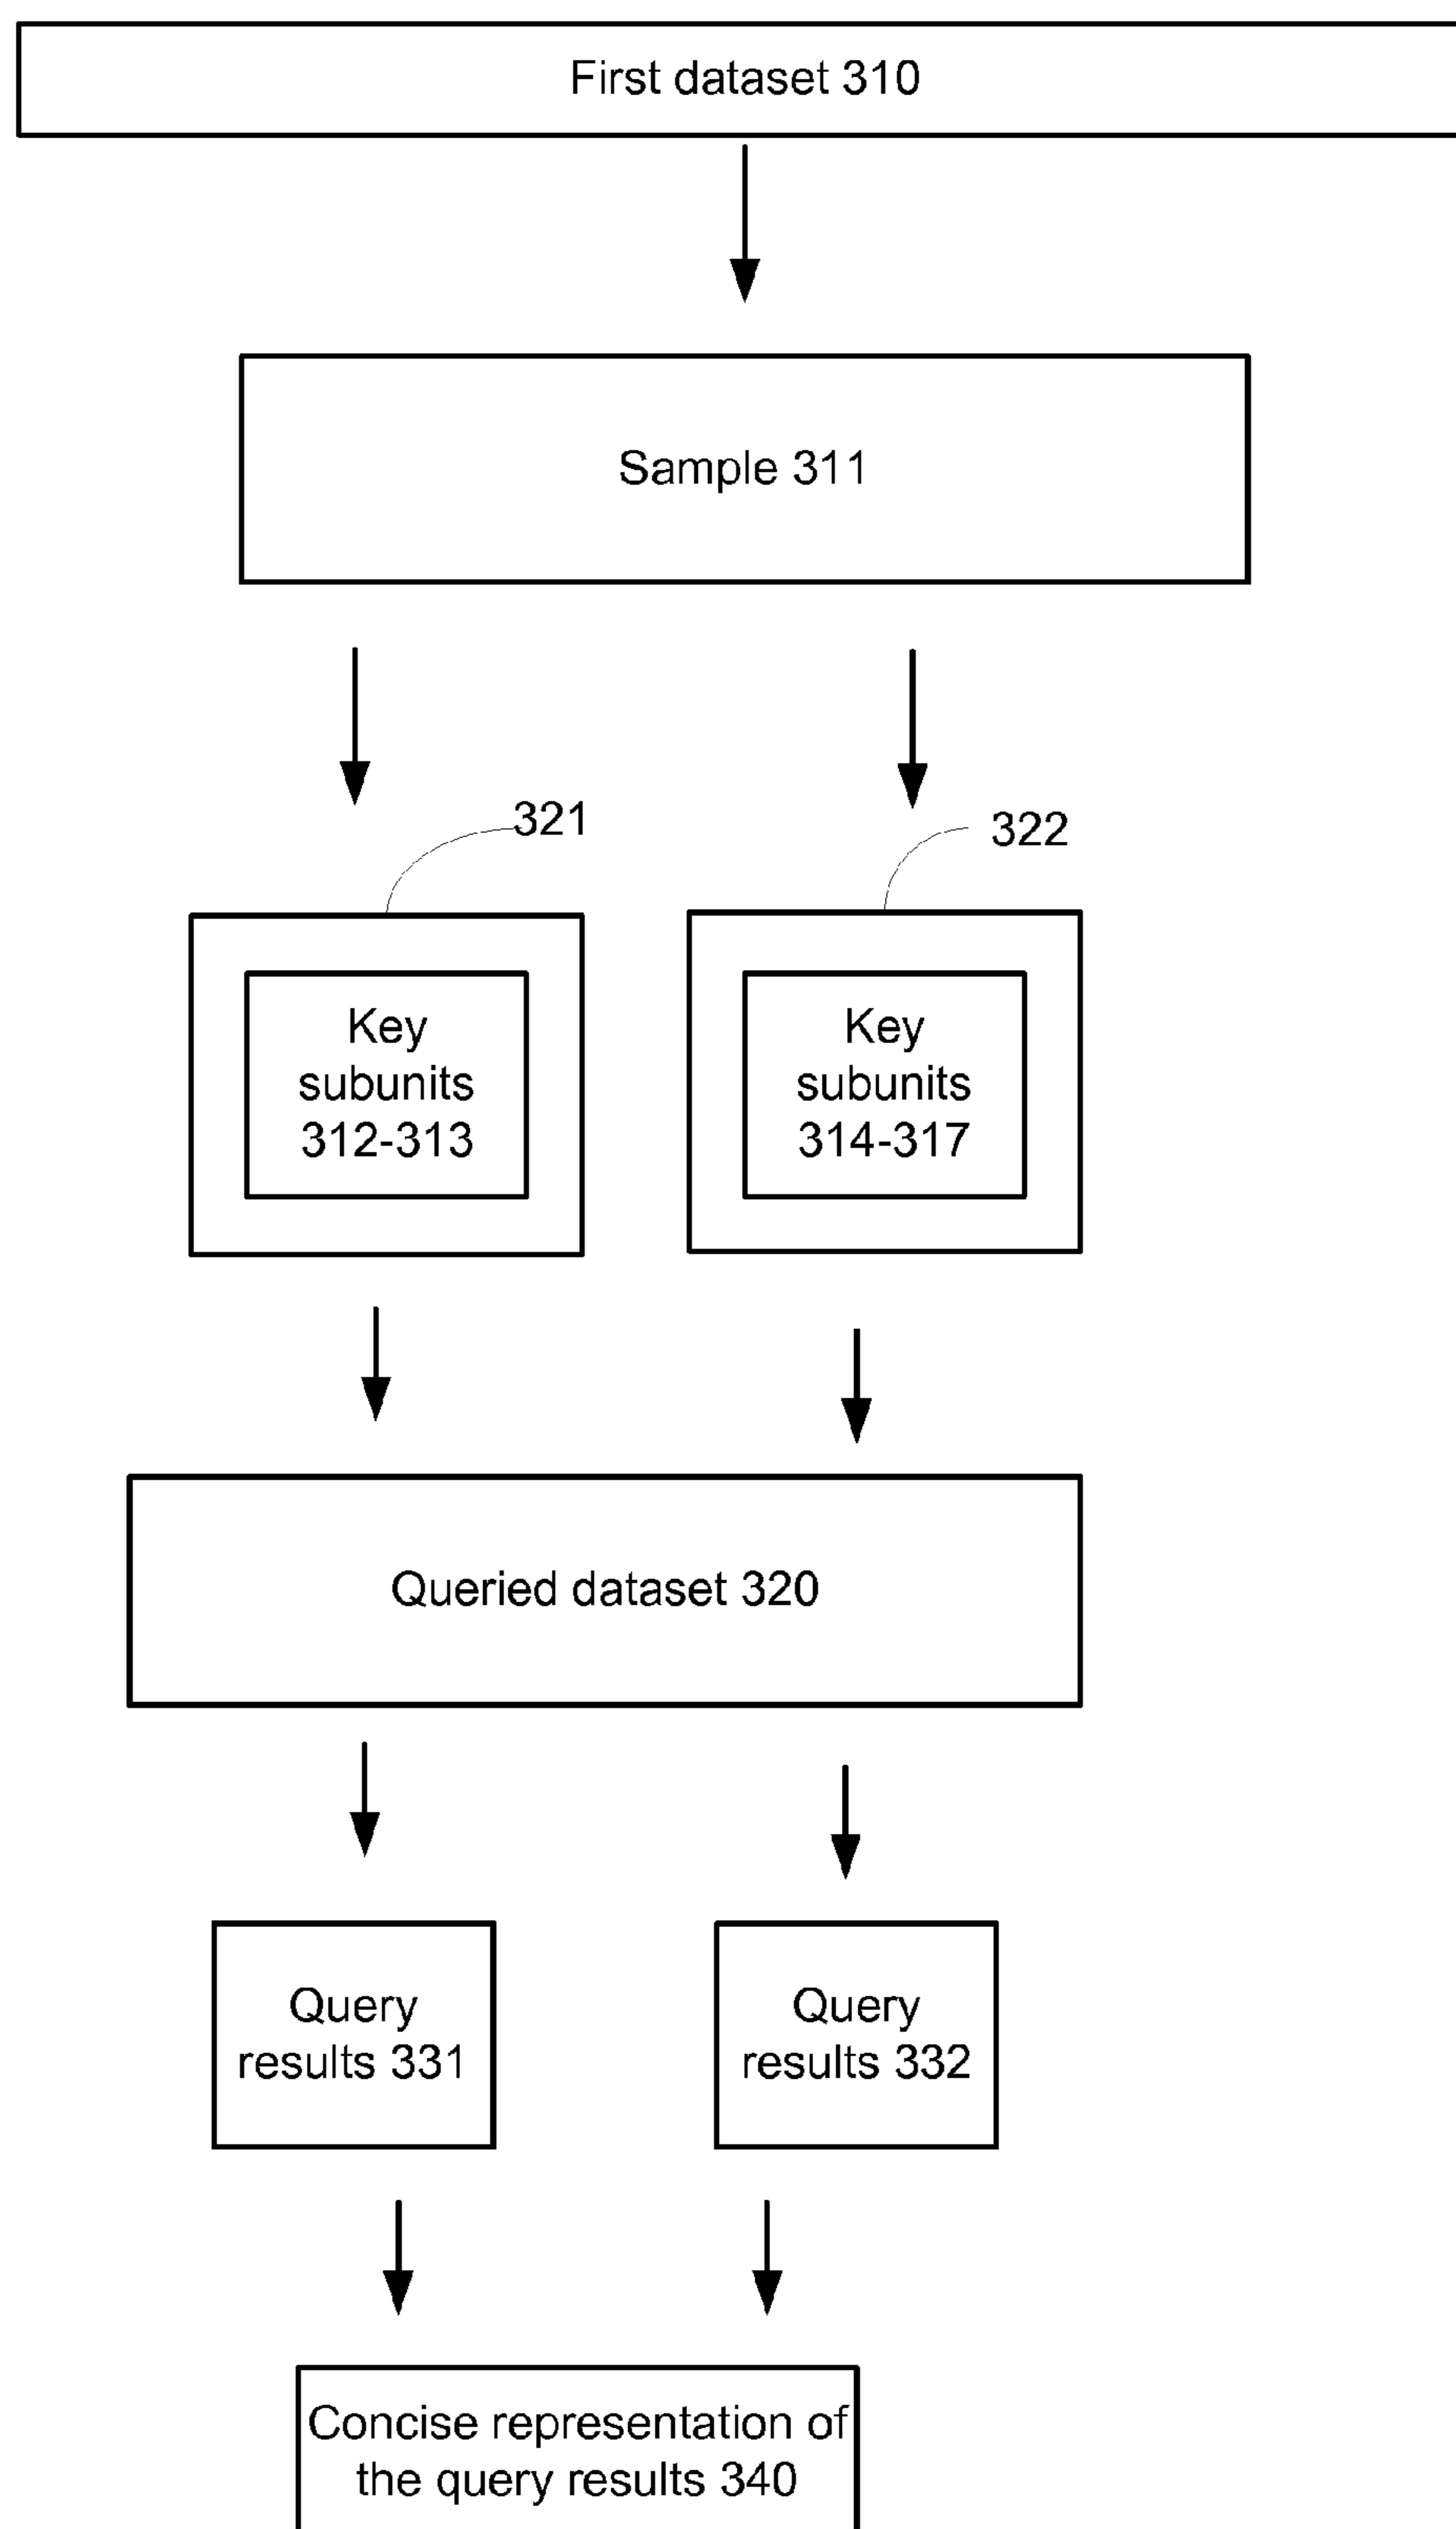 First dataset 310
Sample 311
321
322
Key
subunits
312-313
Key
subunits
314-317
Queried dataset 320
Query
results 331
Query
results 332
Concise representation of
the query results 340